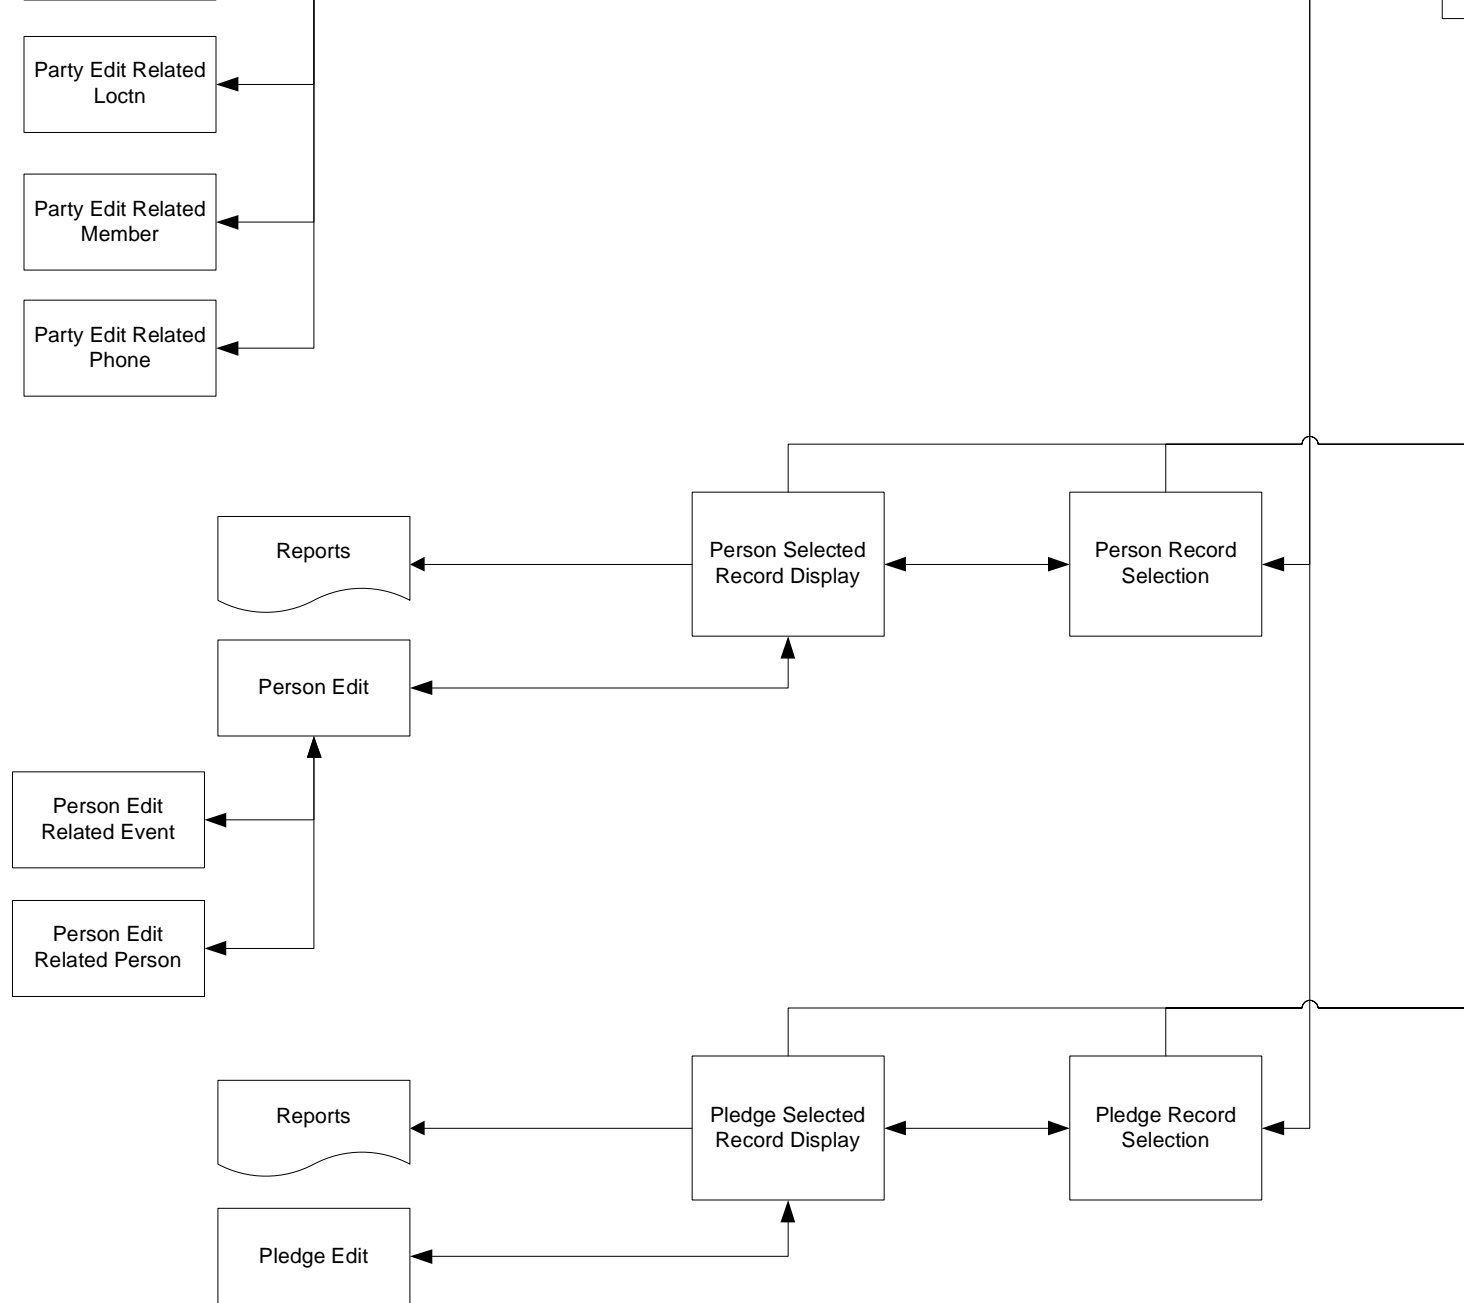 Party Edit Related
Loctn
Party Edit Related
Member
Party Edit Related
Phone
Reports
Person Selected
Record Display
Person Record
Selection
Person Edit
Person Edit
Related Event
Person Edit
Related Person
Reports
Pledge Selected
Record Display
Pledge Record
Selection
Pledge Edit